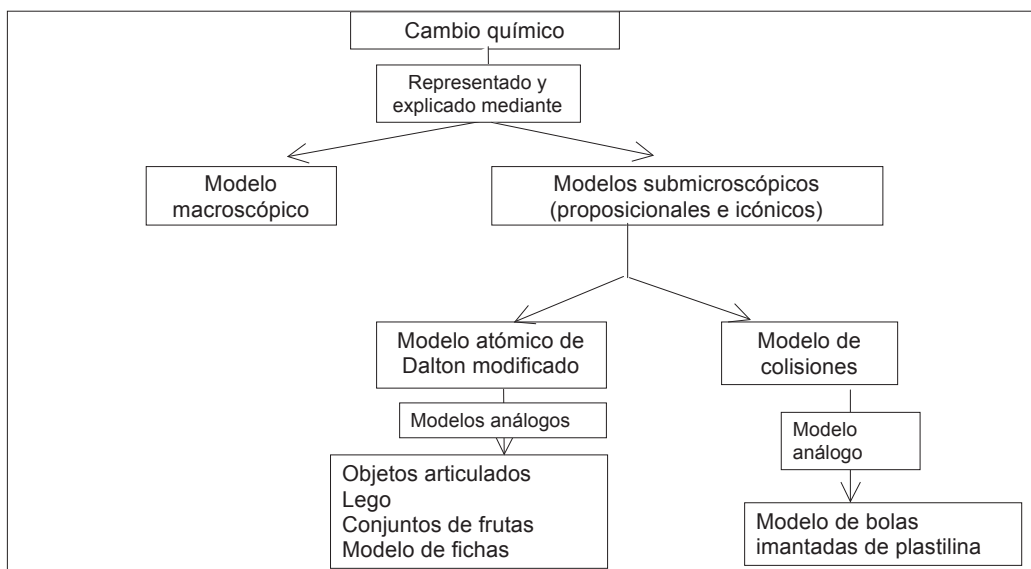 Cambio químico
Representado y
explicado mediante
Modelo
macroscópico
Modelos submicroscópicos
(proposicionales e icónicos)
Modelo atómico de
Dalton modificado
Modelo de
colisiones
Modelos análogos
Modelo
análogo
Objetos articulados
Lego
Conjuntos de frutas
Modelo de fichas
Modelo de bolas
imantadas de plastilina